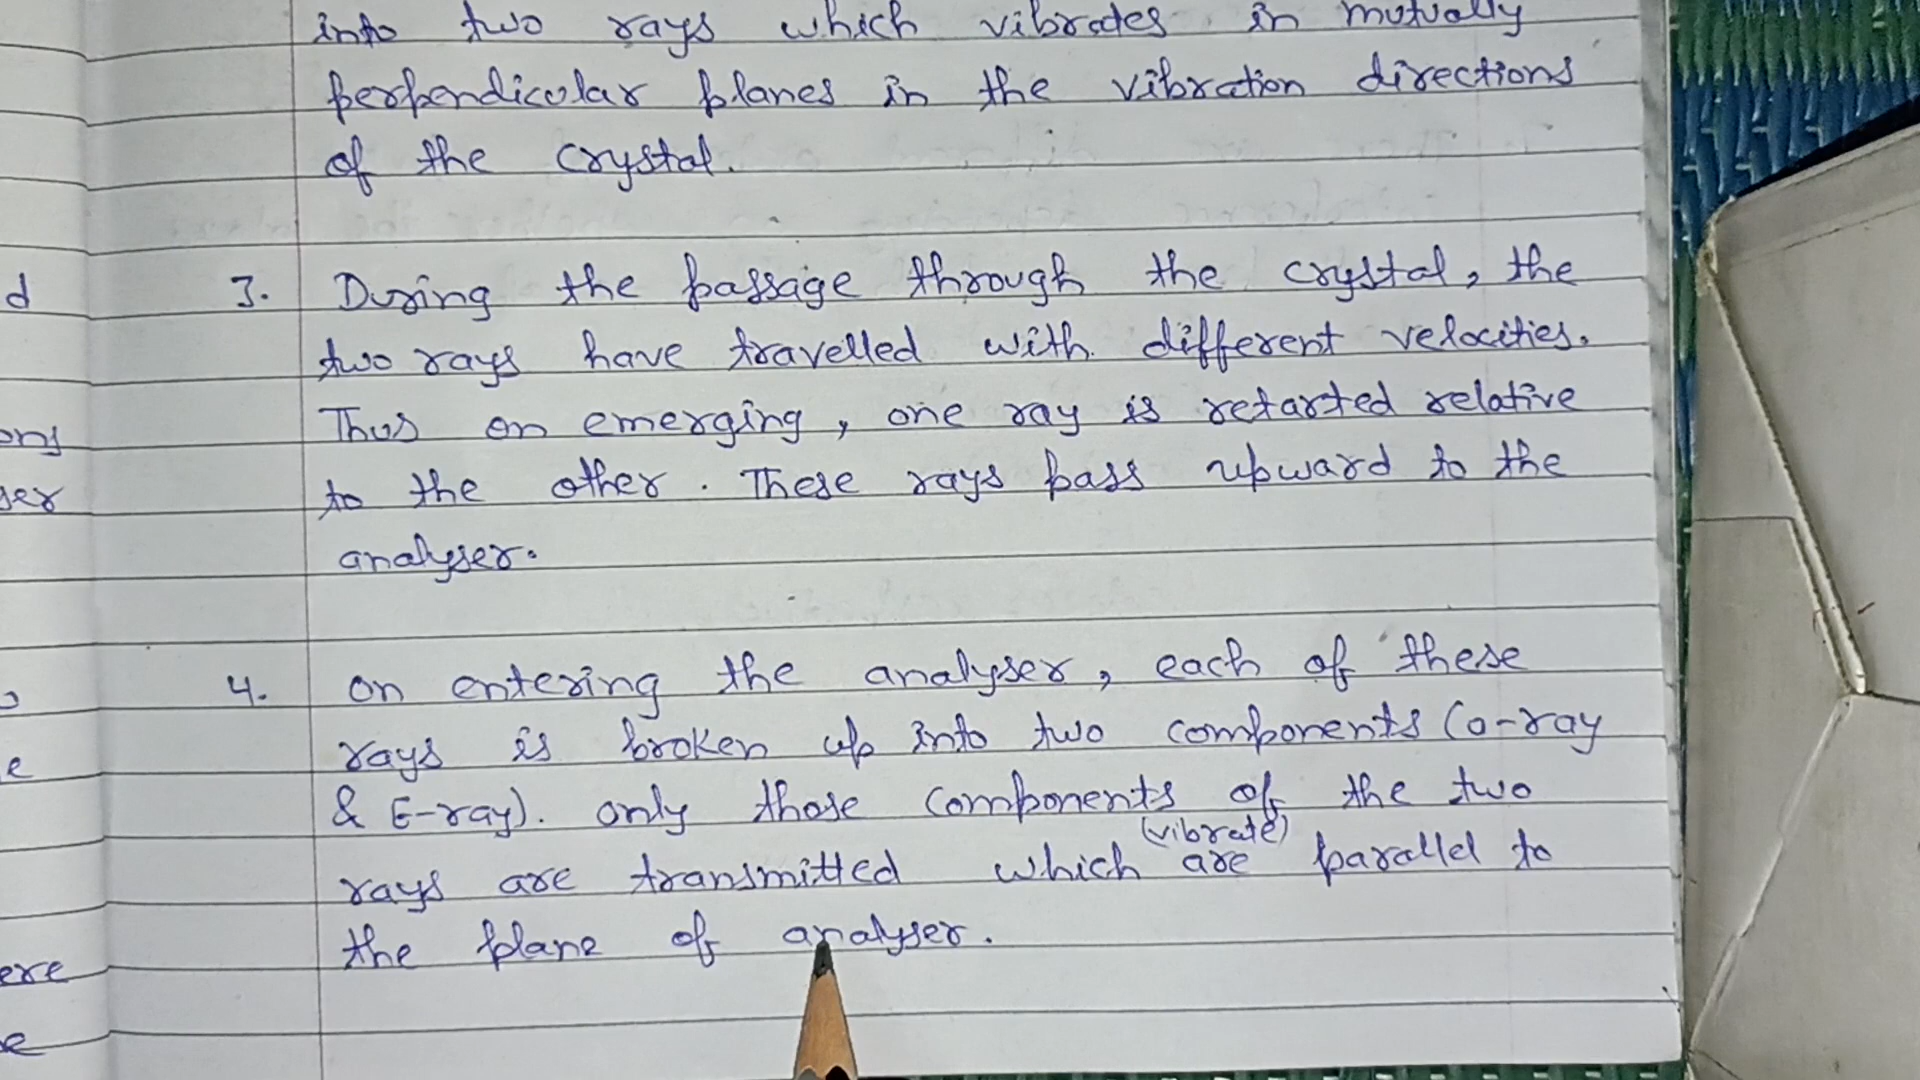 into two rays which vibrates in mutually
perpendicular planes in the vibration directions
of the crystal.
d
3. During the passage through the crystal, the
two rays have travelled with different velocities.
Thus on emerging, one ray is retarted relative
ons
to the other. These rays pass upward to the
ser
analyser.
4. on entering the analyser, each of these
rays is broken up into two components (o-ray
e
& E-ray). only those components of the two
(vibrate)
rays are transmitted which are parallel to
the plane of analyser.
ere
e